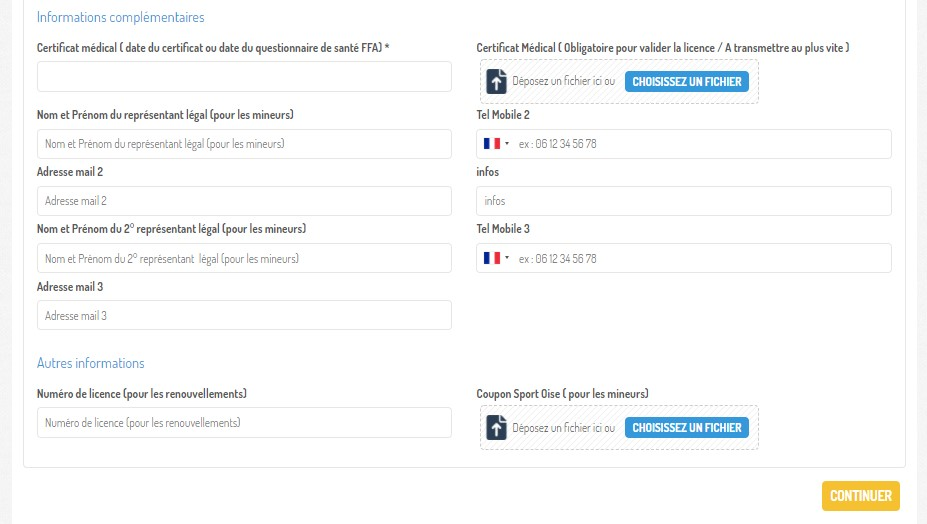 Informations complémentaires
Certificat médical ( date du certificat ou date du questionnaire de santé FFA) *
Certificat Médical ( Obligatoire pour valider la licence / A transmettre au plus vite )
Déposez un fichier ici ou CHOISISSEZ UN FICHIER
Nom et Prénom du représentant légal (pour les mineurs)
Tel Mobile 2
Nom et Prénom du représentant légal (pour les mineurs)
ex : 06 12 34 56 78
Adresse mail 2
infos
Adresse mail 2
infos
Nom et Prénom du 2° représentant légal (pour les mineurs)
Tel Mobile 3
Nom et Prénom du 2° représentant légal (pour les mineurs)
ex : 06 12 34 56 78
Adresse mail 3
Adresse mail 3
Autres informations
Numéro de licence (pour les renouvellements)
Coupon Sport Oise ( pour les mineurs)
Numéro de licence (pour les renouvellements)
Déposez un fichier ici ou CHOISISSEZ UN FICHIER
CONTINUER